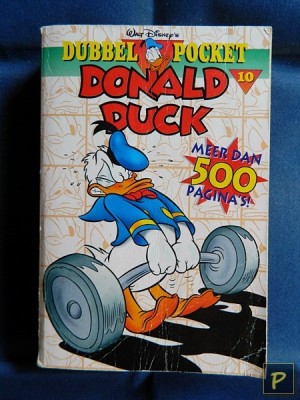 WALT DISNEY'S
DUBBEL POCKET
10
DONALD
DUCK
MEER DAN
500
PAGINA'S!
P